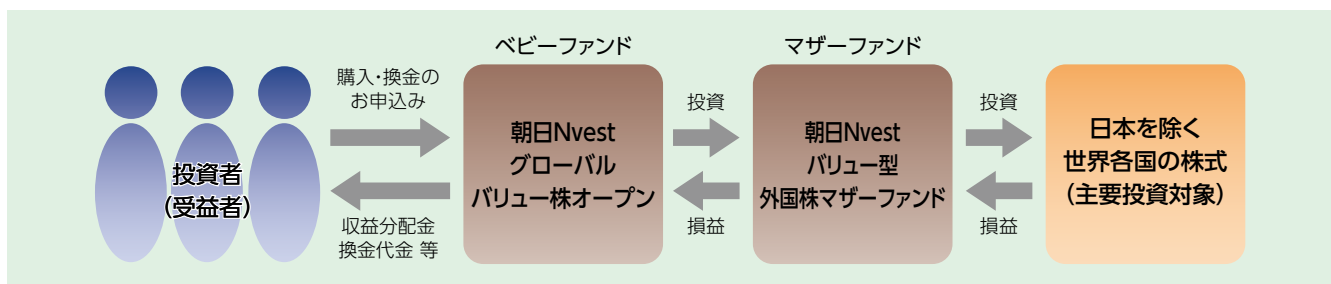 ベビーファンド
マザーファンド
購入・換金の
お申込み
投資者
(受益者)
収益分配金
換金代金 等
朝日Nvest
グローバル
バリュー株オープン
投資
損益
朝日Nvest
バリュー型
外国株マザーファンド
投資
損益
日本を除く
世界各国の株式
(主要投資対象)